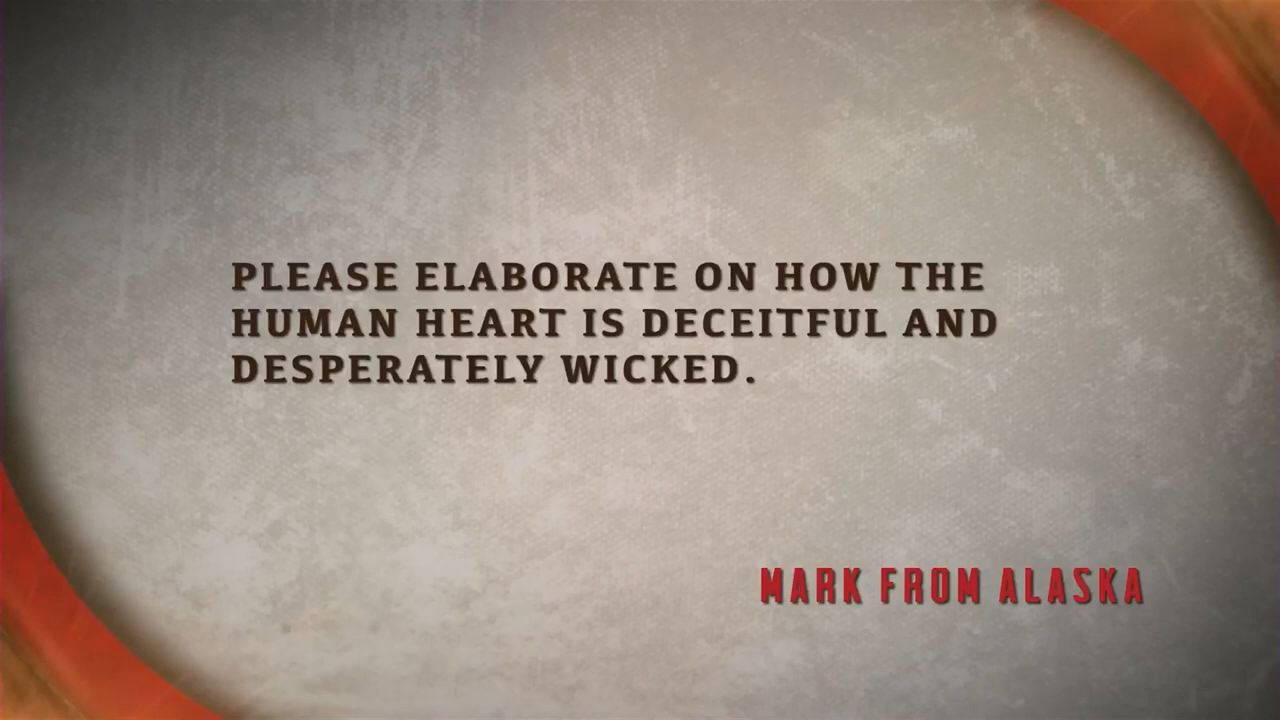 PLEASE ELABORATE ON HOW THE
HUMAN HEART IS DECEITFUL AND
DESPERATELY WICKED.
MARK FROM ALASKA